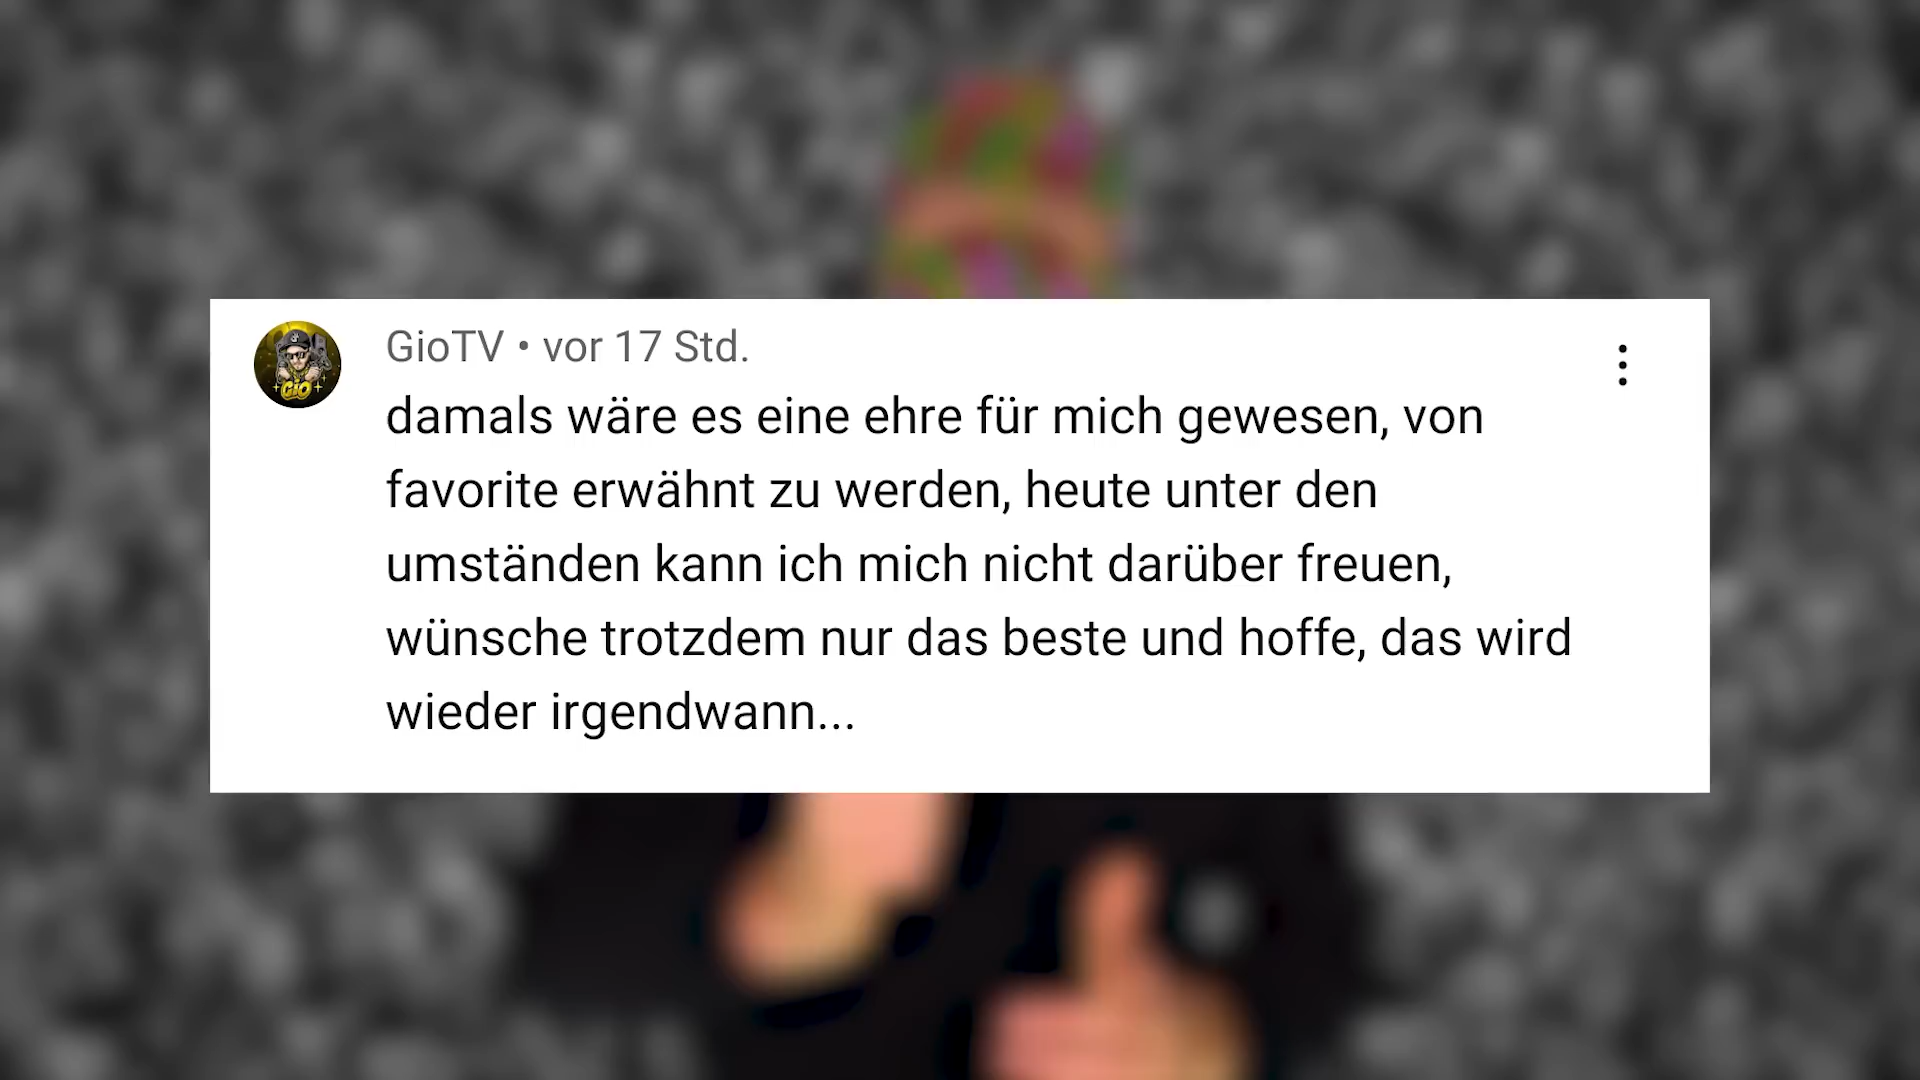 GioTV • vor 17 Std.
damals wäre es eine ehre für mich gewesen, von
favorite erwähnt zu werden, heute unter den
umständen kann ich mich nicht darüber freuen,
wünsche trotzdem nur das beste und hoffe, das wird
wieder irgendwann...
GiO